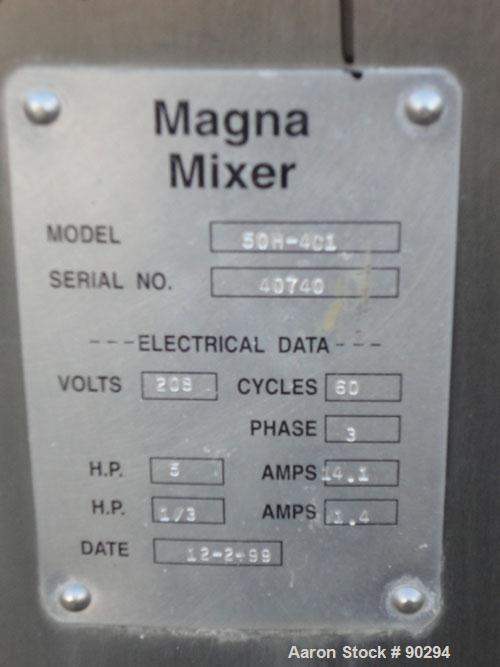 Magna
Mixer
MODEL 50H-4C1
SERIAL NO. 40740
---ELECTRICAL DATA---
VOLTS 208 CYCLES 60
PHASE 3
H.P. 5 AMPS 14.1
H.P. 1/3 AMPS 1.4
DATE 12-2-99
Aaron Stock # 90294